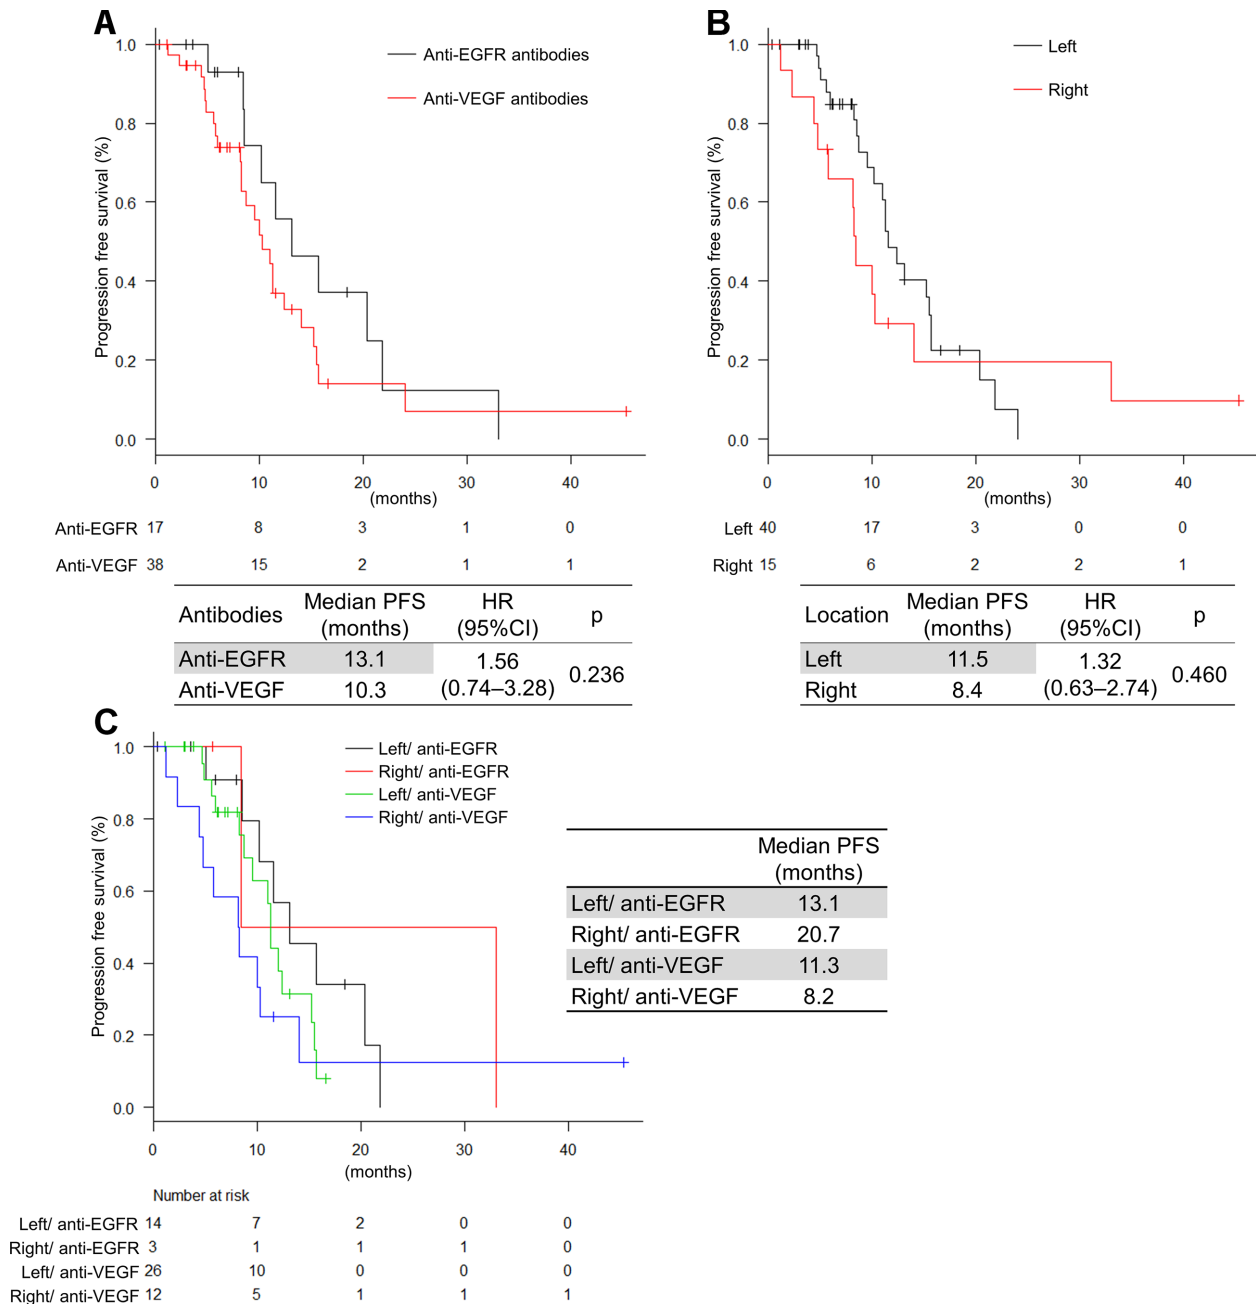 A
Progression free survival (%)
1.0
0.8
0.6
0.4
0.2
0.0
Anti-EGFR antibodies
Anti-VEGF antibodies
0 10 20 30 40
(months)
Anti-EGFR 17 8 3 1 0
Anti-VEGF 38 15 2 1 1
Antibodies Median PFS (months) HR (95%CI) p
Anti-EGFR 13.1 1.56 (0.74–3.28) 0.236
Anti-VEGF 10.3
B
Progression free survival (%)
1.0
0.8
0.6
0.4
0.2
0.0
Left
Right
0 10 20 30 40
(months)
Left 40 17 3 0 0
Right 15 6 2 2 1
Location Median PFS (months) HR (95%CI) p
Left 11.5 1.32 (0.63–2.74) 0.460
Right 8.4
C
Progression free survival (%)
1.0
0.8
0.6
0.4
0.2
0.0
Left/ anti-EGFR
Right/ anti-EGFR
Left/ anti-VEGF
Right/ anti-VEGF
0 10 20 30 40
(months)
Number at risk
Left/ anti-EGFR 14 7 2 0 0
Right/ anti-EGFR 3 1 1 1 0
Left/ anti-VEGF 26 10 0 0 0
Right/ anti-VEGF 12 5 1 1 1
Median PFS
(months)
Left/ anti-EGFR 13.1
Right/ anti-EGFR 20.7
Left/ anti-VEGF 11.3
Right/ anti-VEGF 8.2